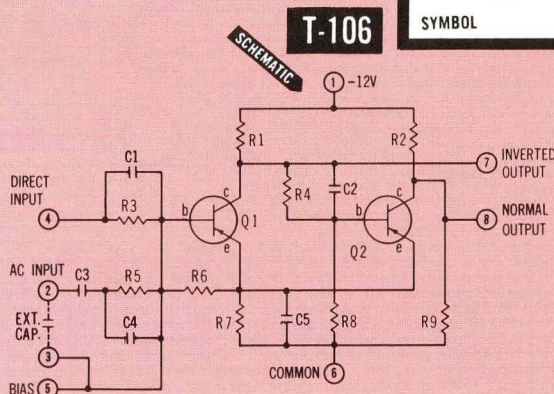 T-106
SYMBOL
SCHEMATIC
1 -12V
R1
R2
C1
7 INVERTED
OUTPUT
DIRECT
INPUT
R4
C2
c
c
4
R3
b
Q1
b
8 NORMAL
OUTPUT
e
Q2
e
AC INPUT
C3
R5
R6
2
EXT.
CAP.
C4
R7
C5
R8
R9
3
COMMON 6
BIAS 5